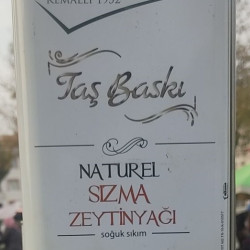 KEMALLI 1952
Taş Baskı
NATUREL
SIZMA
ZEYTİNYAĞI
soğuk sıkım